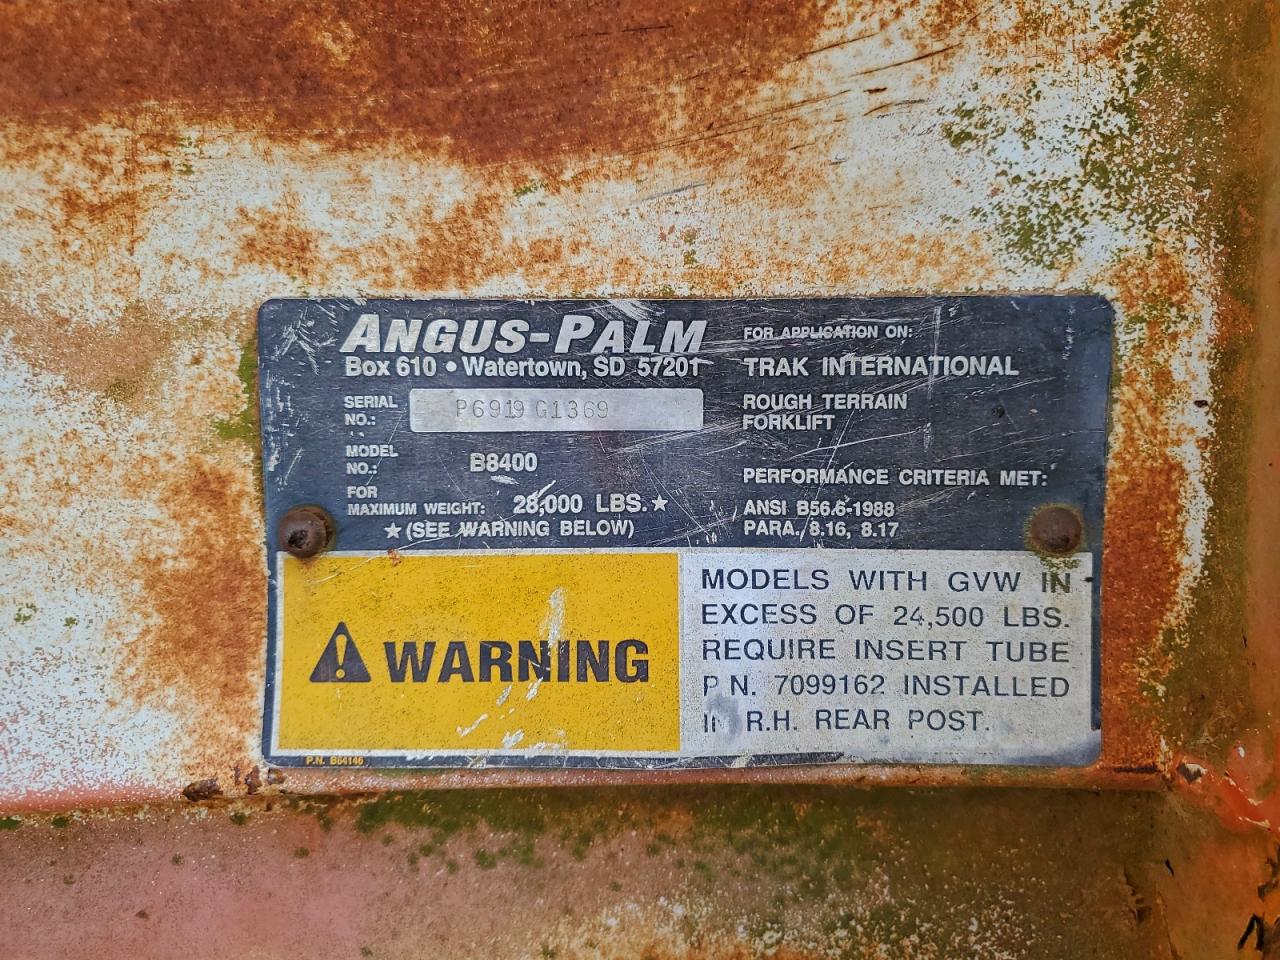 ANGUS-PALM
Box 610 • Watertown, SD 57201
SERIAL NO.: P6919 G1369
MODEL NO.: B8400
FOR MAXIMUM WEIGHT: 28,000 LBS.★
★(SEE WARNING BELOW)
FOR APPLICATION ON:
TRAK INTERNATIONAL
ROUGH TERRAIN
FORKLIFT
PERFORMANCE CRITERIA MET:
ANSI B56.6-1988
PARA., 8.16, 8.17
WARNING
MODELS WITH GVW IN
EXCESS OF 24,500 LBS.
REQUIRE INSERT TUBE
P.N. 7099162 INSTALLED
IN R.H. REAR POST.
P.N. B64146